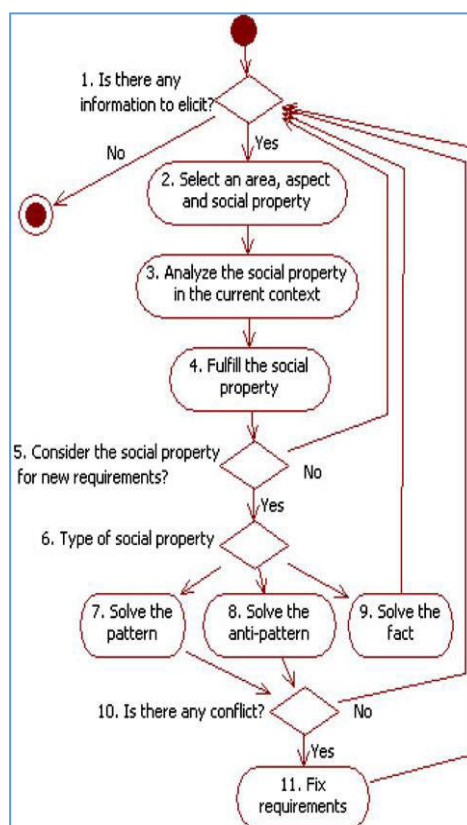 1. Is there any
information to elicit?
No
Yes
2. Select an area, aspect
and social property
3. Analyze the social property
in the current context
4. Fulfill the social
property
5. Consider the social property
for new requirements?
No
Yes
6. Type of social property
7. Solve the
pattern
8. Solve the
anti-pattern
9. Solve the
fact
10. Is there any conflict?
No
Yes
11. Fix
requirements